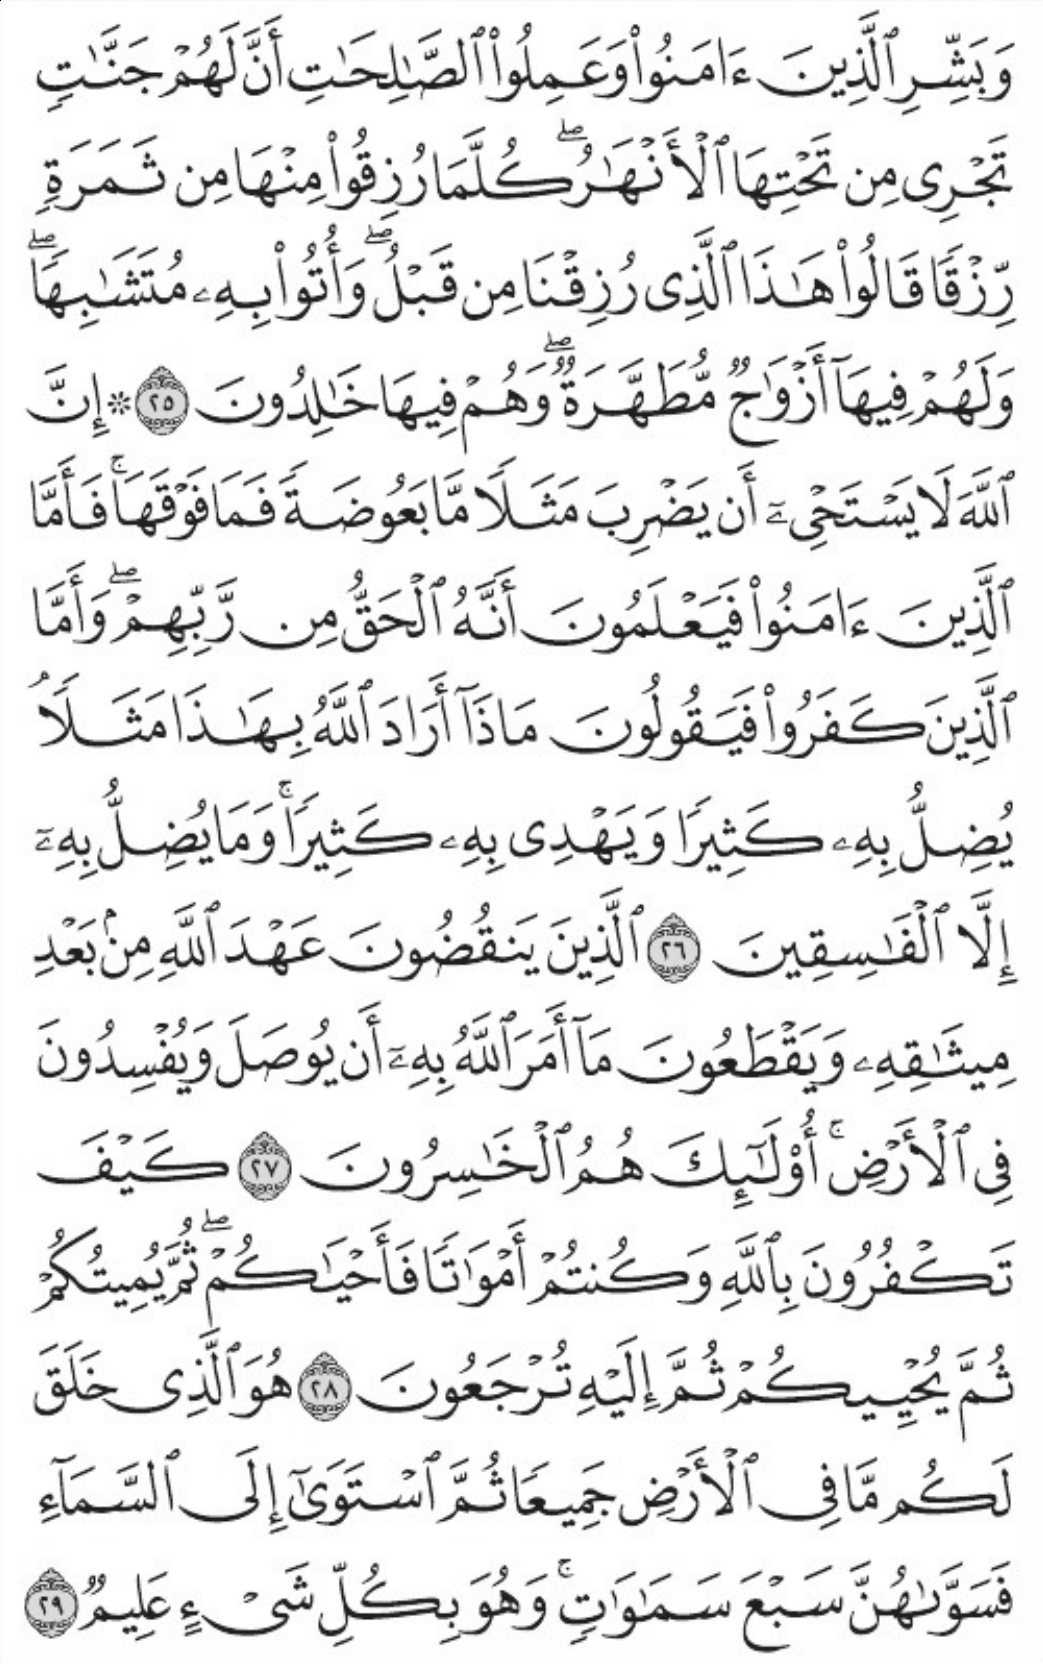 وَبَشِّرِ ٱلَّذِينَ ءَامَنُوا۟ وَعَمِلُوا۟ ٱلصَّـٰلِحَـٰتِ أَنَّ لَهُمْ جَنَّـٰتٍ
تَجْرِى مِن تَحْتِهَا ٱلْأَنْهَـٰرُ ۖ كُلَّمَا رُزِقُوا۟ مِنْهَا مِن ثَمَرَةٍ
رِّزْقًا قَالُوا۟ هَـٰذَا ٱلَّذِى رُزِقْنَا مِن قَبْلُ ۖ وَأُتُوا۟ بِهِۦ مُتَشَـٰبِهًا ۖ
وَلَهُمْ فِيهَآ أَزْوَٰجٌ مُّطَهَّرَةٌ ۖ وَهُمْ فِيهَا خَـٰلِدُونَ ٢٥ * إِنَّ
ٱللَّهَ لَا يَسْتَحْىِۦٓ أَن يَضْرِبَ مَثَلًا مَّا بَعُوضَةً فَمَا فَوْقَهَا ۚ فَأَمَّا
ٱلَّذِينَ ءَامَنُوا۟ فَيَعْلَمُونَ أَنَّهُ ٱلْحَقُّ مِن رَّبِّهِمْ ۖ وَأَمَّا
ٱلَّذِينَ كَفَرُوا۟ فَيَقُولُونَ مَاذَآ أَرَادَ ٱللَّهُ بِهَـٰذَا مَثَلًا ۘ
يُضِلُّ بِهِۦ كَثِيرًا وَيَهْدِى بِهِۦ كَثِيرًا ۚ وَمَا يُضِلُّ بِهِۦٓ
إِلَّا ٱلْفَـٰسِقِينَ ٢٦ ٱلَّذِينَ يَنقُضُونَ عَهْدَ ٱللَّهِ مِنۢ بَعْدِ
مِيثَـٰقِهِۦ وَيَقْطَعُونَ مَآ أَمَرَ ٱللَّهُ بِهِۦٓ أَن يُوصَلَ وَيُفْسِدُونَ
فِى ٱلْأَرْضِ ۚ أُو۟لَـٰٓئِكَ هُمُ ٱلْخَـٰسِرُونَ ٢٧ كَيْفَ
تَكْفُرُونَ بِٱللَّهِ وَكُنتُمْ أَمْوَٰتًا فَأَحْيَـٰكُمْ ۖ ثُمَّ يُمِيتُكُمْ
ثُمَّ يُحْيِيكُمْ ثُمَّ إِلَيْهِ تُرْجَعُونَ ٢٨ هُوَ ٱلَّذِى خَلَقَ
لَكُم مَّا فِى ٱلْأَرْضِ جَمِيعًا ثُمَّ ٱسْتَوَىٰٓ إِلَى ٱلسَّمَآءِ
فَسَوَّىٰهُنَّ سَبْعَ سَمَـٰوَٰتٍ ۚ وَهُوَ بِكُلِّ شَىْءٍ عَلِيمٌ ٢٩